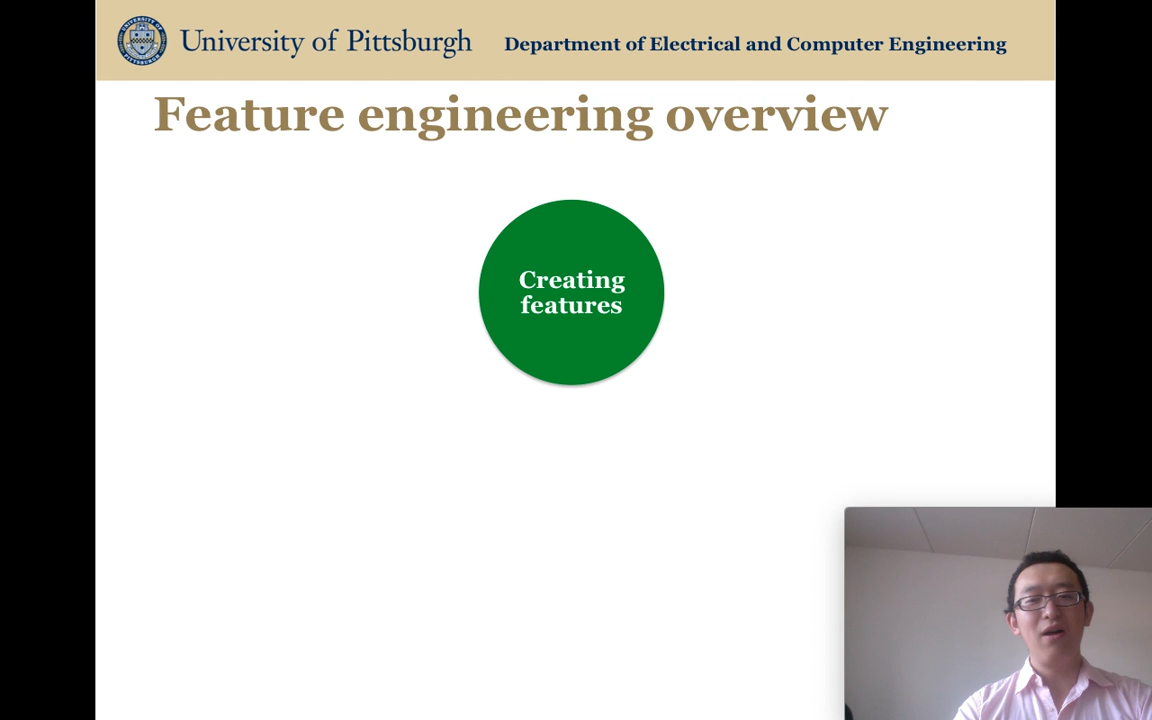 University of Pittsburgh
Department of Electrical and Computer Engineering
Feature engineering overview
Creating
features